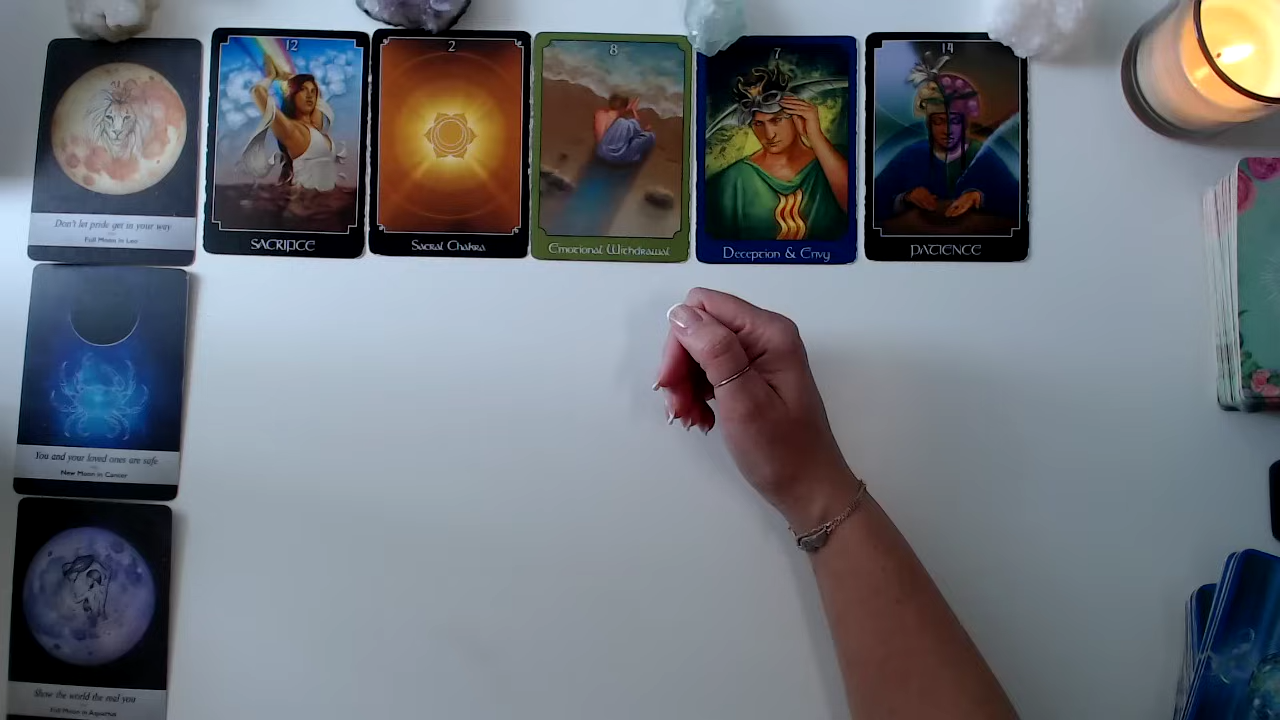 12
2
8
7
14
SACRIFICE
Sacral Chakra
Emotional Withdrawal
Deception & Envy
PATIENCE
Don't let pride get in your way
Full Moon in Leo
You and your loved ones are safe
New Moon in Cancer
Show the world the real you
Full Moon in Aquarius